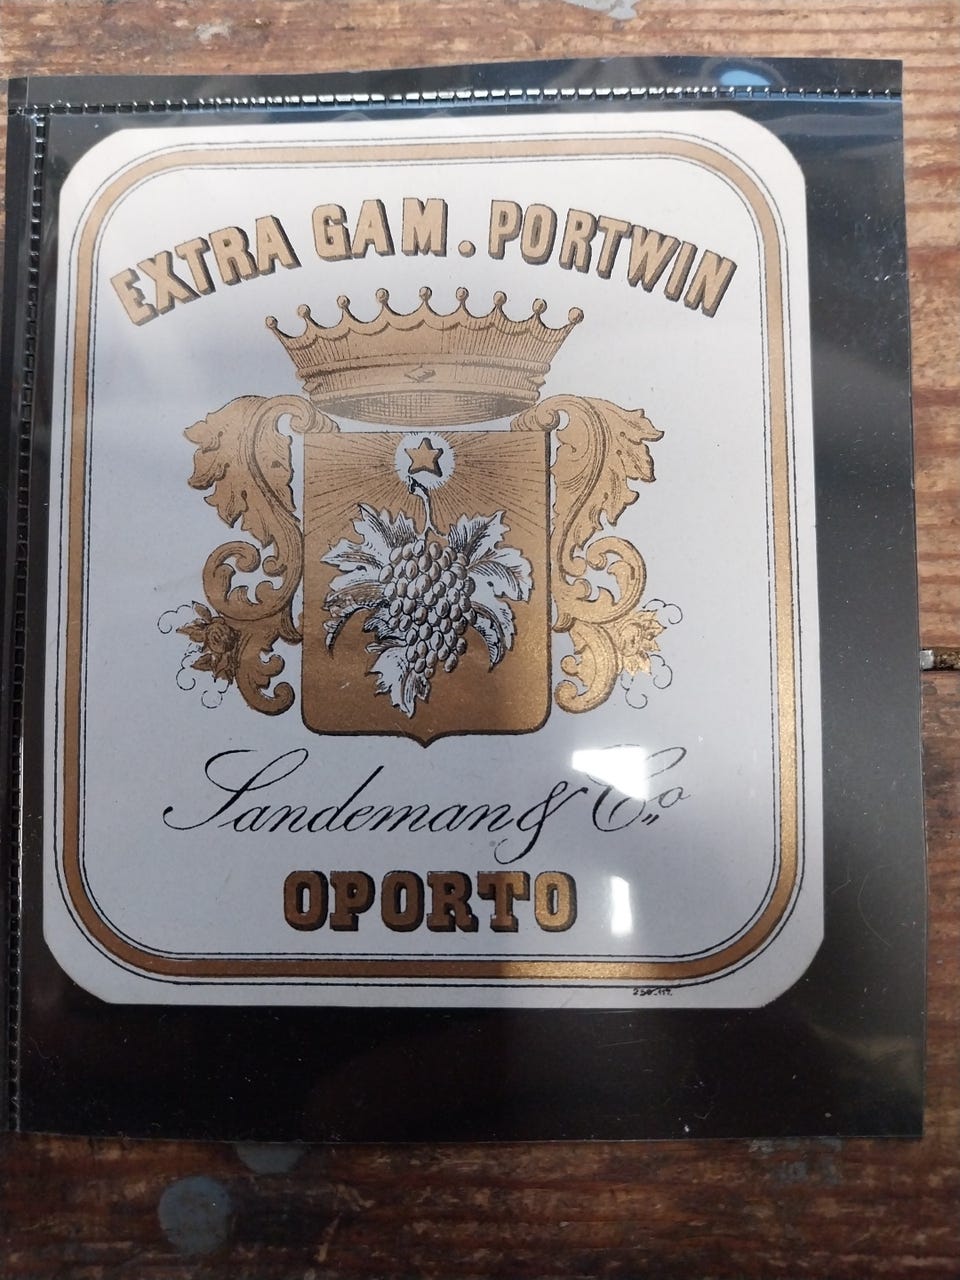 EXTRA GAM. PORTWIN
Sandeman & Co„
OPORTO